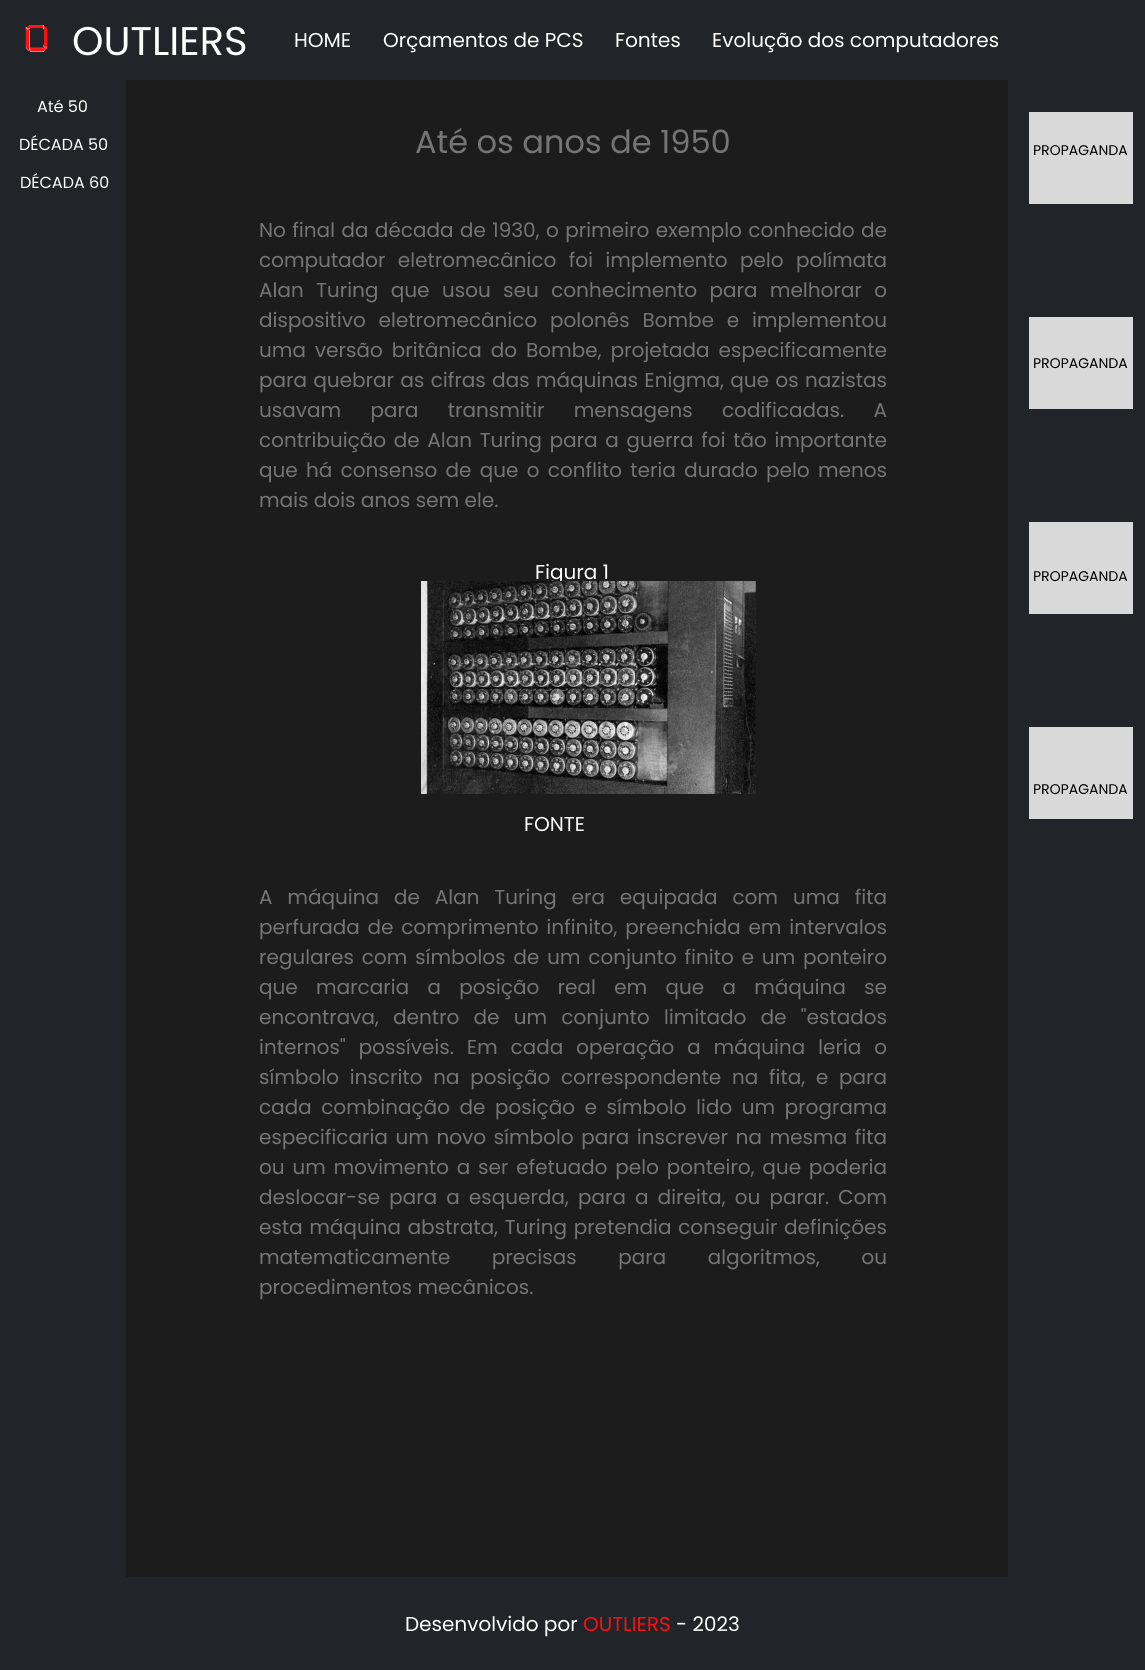 OUTLIERS
HOME
Orçamentos de PCS
Fontes
Evolução dos computadores
Até 50
DÉCADA 50
DÉCADA 60
Até os anos de 1950
No final da década de 1930, o primeiro exemplo conhecido de
computador eletromecânico foi implemento pelo polímata
Alan Turing que usou seu conhecimento para melhorar o
dispositivo eletromecânico polonês Bombe e implementou
uma versão britânica do Bombe, projetada especificamente
para quebrar as cifras das máquinas Enigma, que os nazistas
usavam para transmitir mensagens codificadas. A
contribuição de Alan Turing para a guerra foi tão importante
que há consenso de que o conflito teria durado pelo menos
mais dois anos sem ele.
Figura 1
FONTE
A máquina de Alan Turing era equipada com uma fita
perfurada de comprimento infinito, preenchida em intervalos
regulares com símbolos de um conjunto finito e um ponteiro
que marcaria a posição real em que a máquina se
encontrava, dentro de um conjunto limitado de "estados
internos" possíveis. Em cada operação a máquina leria o
símbolo inscrito na posição correspondente na fita, e para
cada combinação de posição e símbolo lido um programa
especificaria um novo símbolo para inscrever na mesma fita
ou um movimento a ser efetuado pelo ponteiro, que poderia
deslocar-se para a esquerda, para a direita, ou parar. Com
esta máquina abstrata, Turing pretendia conseguir definições
matematicamente precisas para algoritmos, ou
procedimentos mecânicos.
PROPAGANDA
PROPAGANDA
PROPAGANDA
PROPAGANDA
Desenvolvido por OUTLIERS - 2023